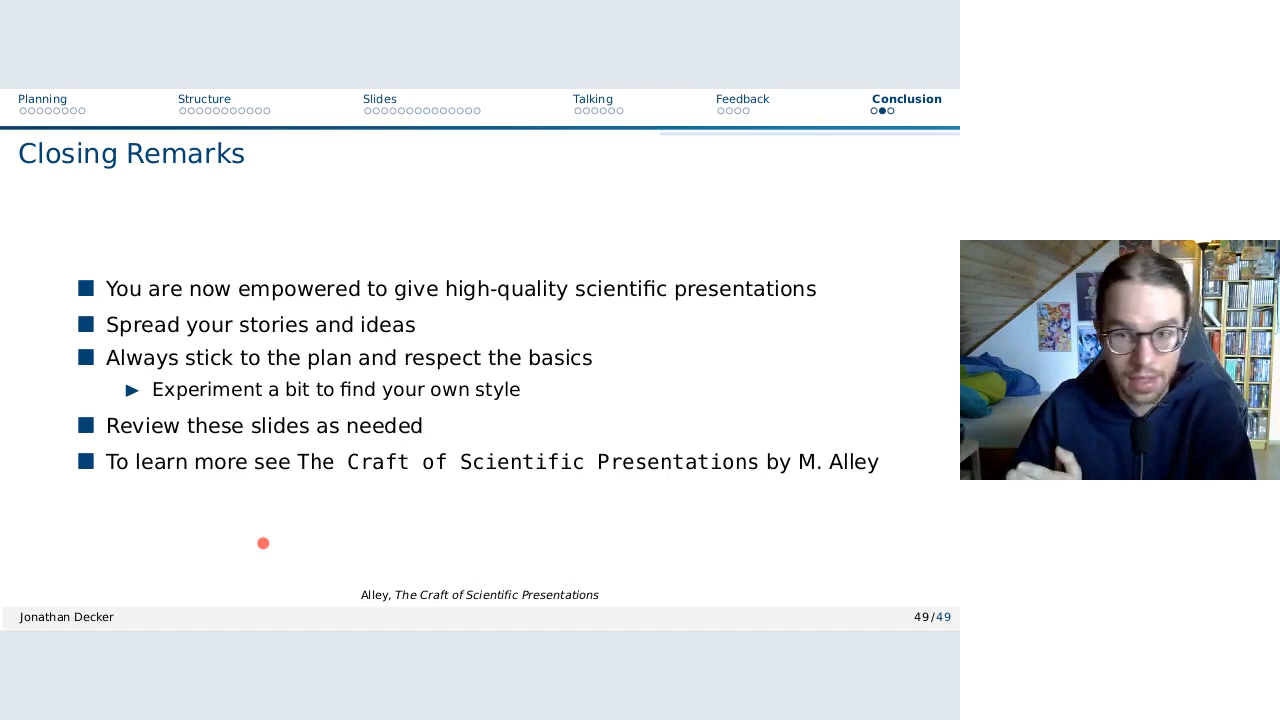 Planning
Structure
Slides
Talking
Feedback
Conclusion
Closing Remarks
You are now empowered to give high-quality scientific presentations
Spread your stories and ideas
Always stick to the plan and respect the basics
Experiment a bit to find your own style
Review these slides as needed
To learn more see The Craft of Scientific Presentations by M. Alley
Alley, The Craft of Scientific Presentations
Jonathan Decker
49/49